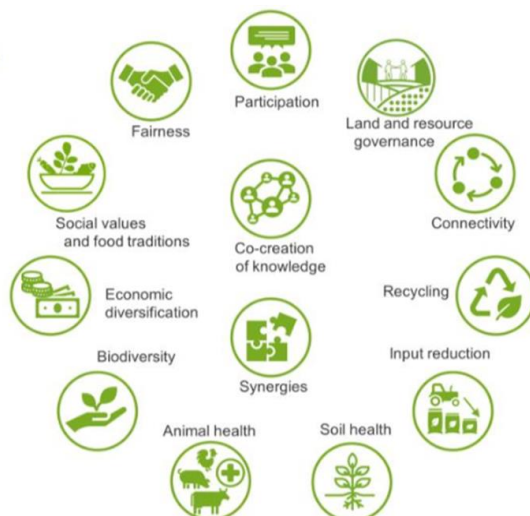 Participation
Fairness
Land and resource
governance
Social values
and food traditions
Connectivity
Co-creation
of knowledge
Economic
diversification
Recycling
Biodiversity
Input reduction
Synergies
Animal health
Soil health